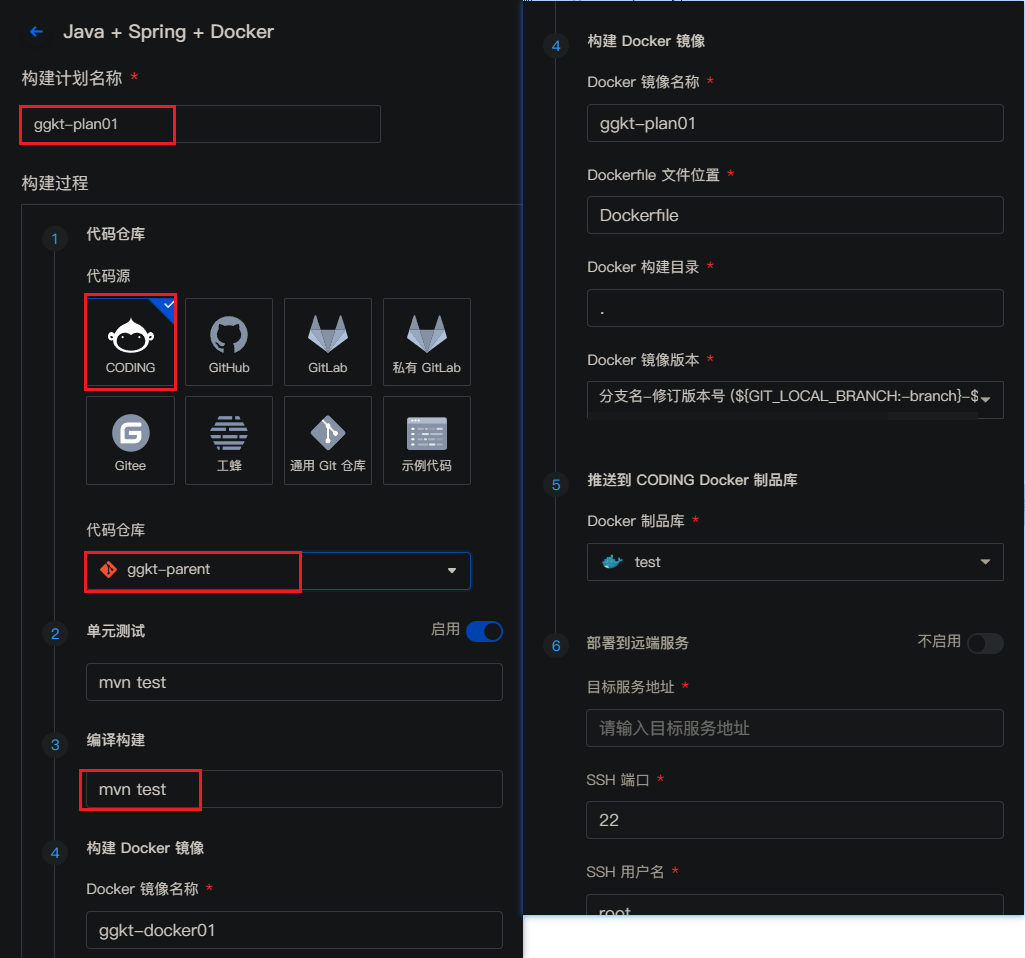 Java + Spring + Docker
构建计划名称 *
ggkt-plan01
构建过程
1 代码仓库
代码源
CODING GitHub GitLab 私有 GitLab
Gitee 工蜂 通用 Git 仓库 示例代码
代码仓库
ggkt-parent
2 单元测试 启用
mvn test
3 编译构建
mvn test
4 构建 Docker 镜像
Docker 镜像名称 *
ggkt-docker01
4 构建 Docker 镜像
Docker 镜像名称 *
ggkt-plan01
Dockerfile 文件位置 *
Dockerfile
Docker 构建目录 *
.
Docker 镜像版本 *
分支名-修订版本号 (${GIT_LOCAL_BRANCH:-branch}-$
5 推送到 CODING Docker 制品库
Docker 制品库 *
test
6 部署到远端服务 不启用
目标服务地址 *
请输入目标服务地址
SSH 端口 *
22
SSH 用户名 *
root